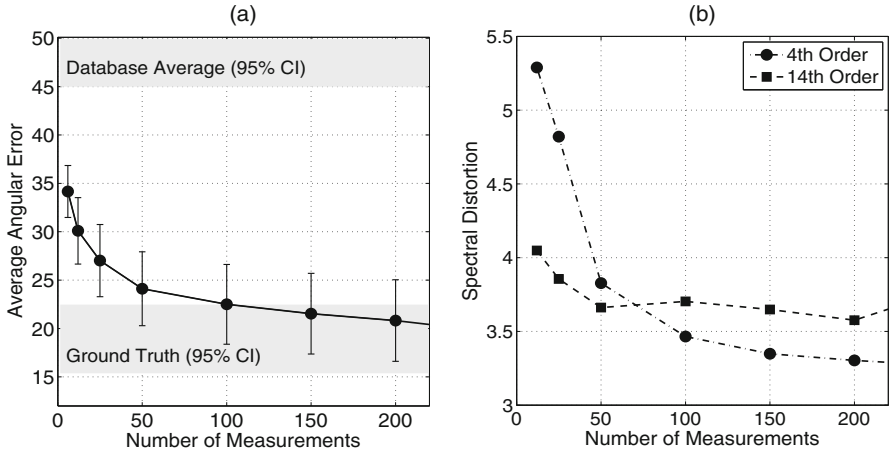 (a)
Average Angular Error
50
45
40
35
30
25
20
15
Database Average (95% CI)
Ground Truth (95% CI)
0
50
100
150
200
Number of Measurements
(b)
Spectral Distortion
5.5
5
4.5
4
3.5
3
4th Order
14th Order
0
50
100
150
200
Number of Measurements